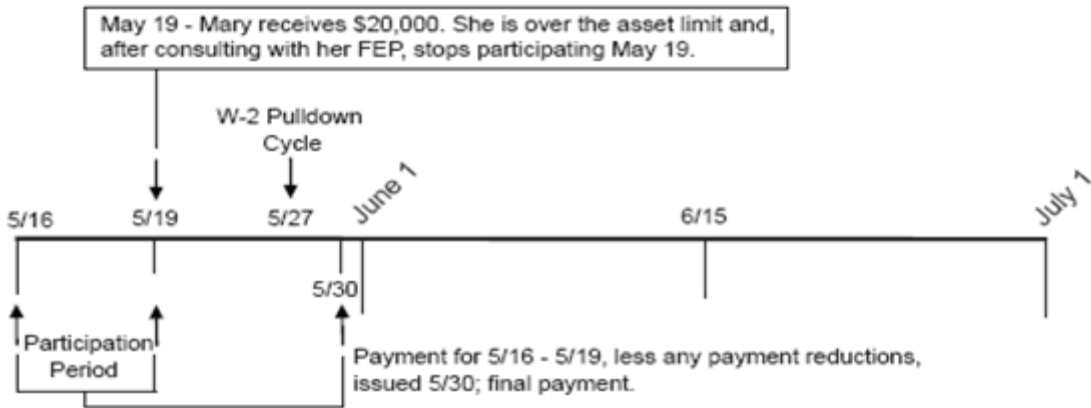 May 19 - Mary receives $20,000. She is over the asset limit and,
after consulting with her FEP, stops participating May 19.
W-2 Pulldown
Cycle
5/16
5/19
5/27
June 1
6/15
July 1
5/30
Participation
Period
Payment for 5/16 - 5/19, less any payment reductions,
issued 5/30; final payment.